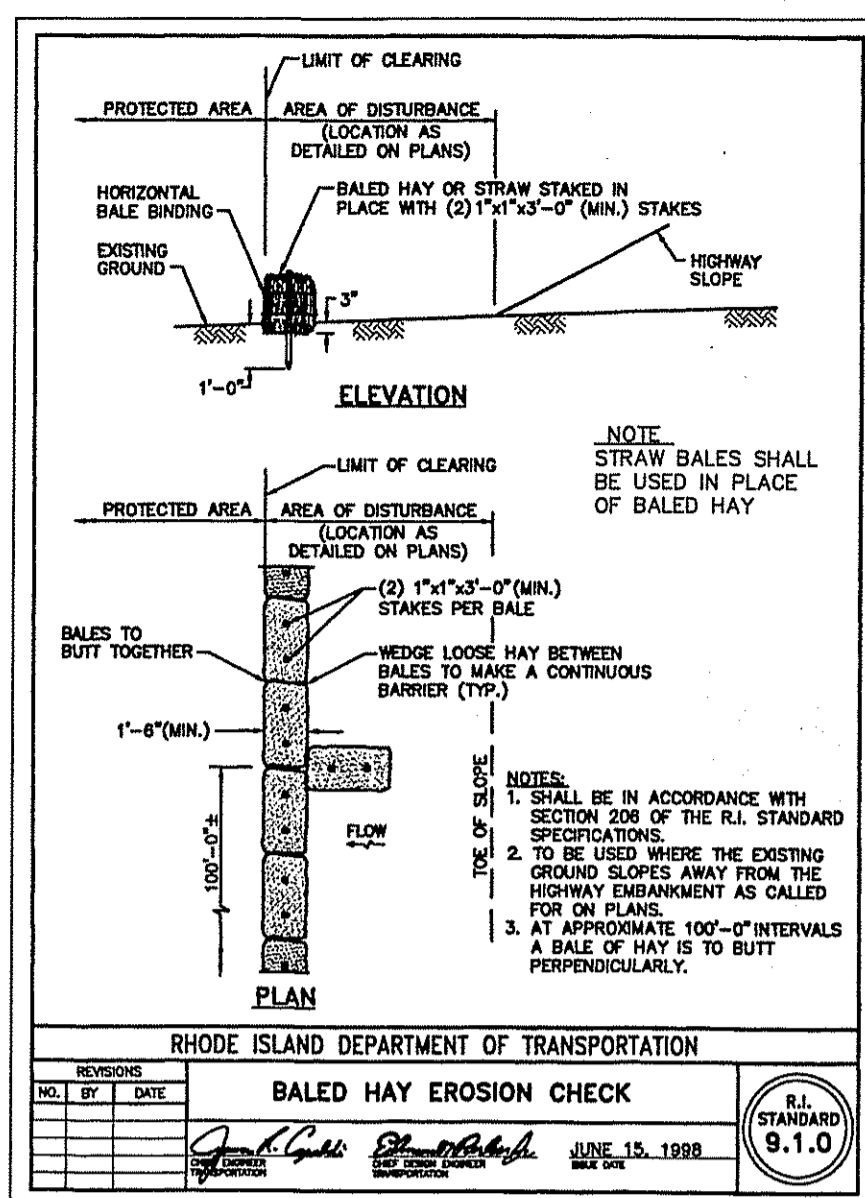 LIMIT OF CLEARING
PROTECTED AREA
AREA OF DISTURBANCE
(LOCATION AS
DETAILED ON PLANS)
HORIZONTAL
BALE BINDING
BALED HAY OR STRAW STAKED IN
PLACE WITH (2) 1"x1"x3'-0" (MIN.) STAKES
EXISTING
GROUND
HIGHWAY
SLOPE
3"
1'-0"
ELEVATION
NOTE
STRAW BALES SHALL
BE USED IN PLACE
OF BALED HAY
LIMIT OF CLEARING
PROTECTED AREA
AREA OF DISTURBANCE
(LOCATION AS
DETAILED ON PLANS)
(2) 1"x1"x3'-0"(MIN.)
STAKES PER BALE
BALES TO
BUTT TOGETHER
WEDGE LOOSE HAY BETWEEN
BALES TO MAKE A CONTINUOUS
BARRIER (TYP.)
1'-6"(MIN.)
100'-0"±
FLOW
TOE OF SLOPE
NOTES:
1. SHALL BE IN ACCORDANCE WITH
SECTION 206 OF THE R.I. STANDARD
SPECIFICATIONS.
2. TO BE USED WHERE THE EXISTING
GROUND SLOPES AWAY FROM THE
HIGHWAY EMBANKMENT AS CALLED
FOR ON PLANS.
3. AT APPROXIMATE 100'-0" INTERVALS
A BALE OF HAY IS TO BUTT
PERPENDICULARLY.
PLAN
RHODE ISLAND DEPARTMENT OF TRANSPORTATION
REVISIONS
NO. BY DATE
BALED HAY EROSION CHECK
CHIEF ENGINEER
TRANSPORTATION
CHIEF DESIGN ENGINEER
TRANSPORTATION
JUNE 15, 1998
ISSUE DATE
R.I.
STANDARD
9.1.0